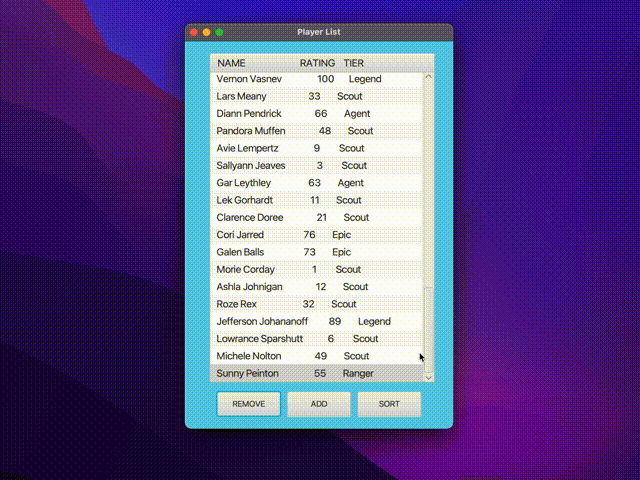 Player List
NAME RATING TIER
Vernon Vasnev 100 Legend
Lars Meany 33 Scout
Diann Pendrick 66 Agent
Pandora Muffen 48 Scout
Avie Lempertz 9 Scout
Sallyann Jeaves 3 Scout
Gar Leythley 63 Agent
Lek Gorhardt 11 Scout
Clarence Doree 21 Scout
Cori Jarred 76 Epic
Galen Balls 73 Epic
Morie Corday 1 Scout
Ashla Johnigan 12 Scout
Roze Rex 32 Scout
Jefferson Johananoff 89 Legend
Lowrance Sparshutt 6 Scout
Michele Nolton 49 Scout
Sunny Peinton 55 Ranger
REMOVE ADD SORT